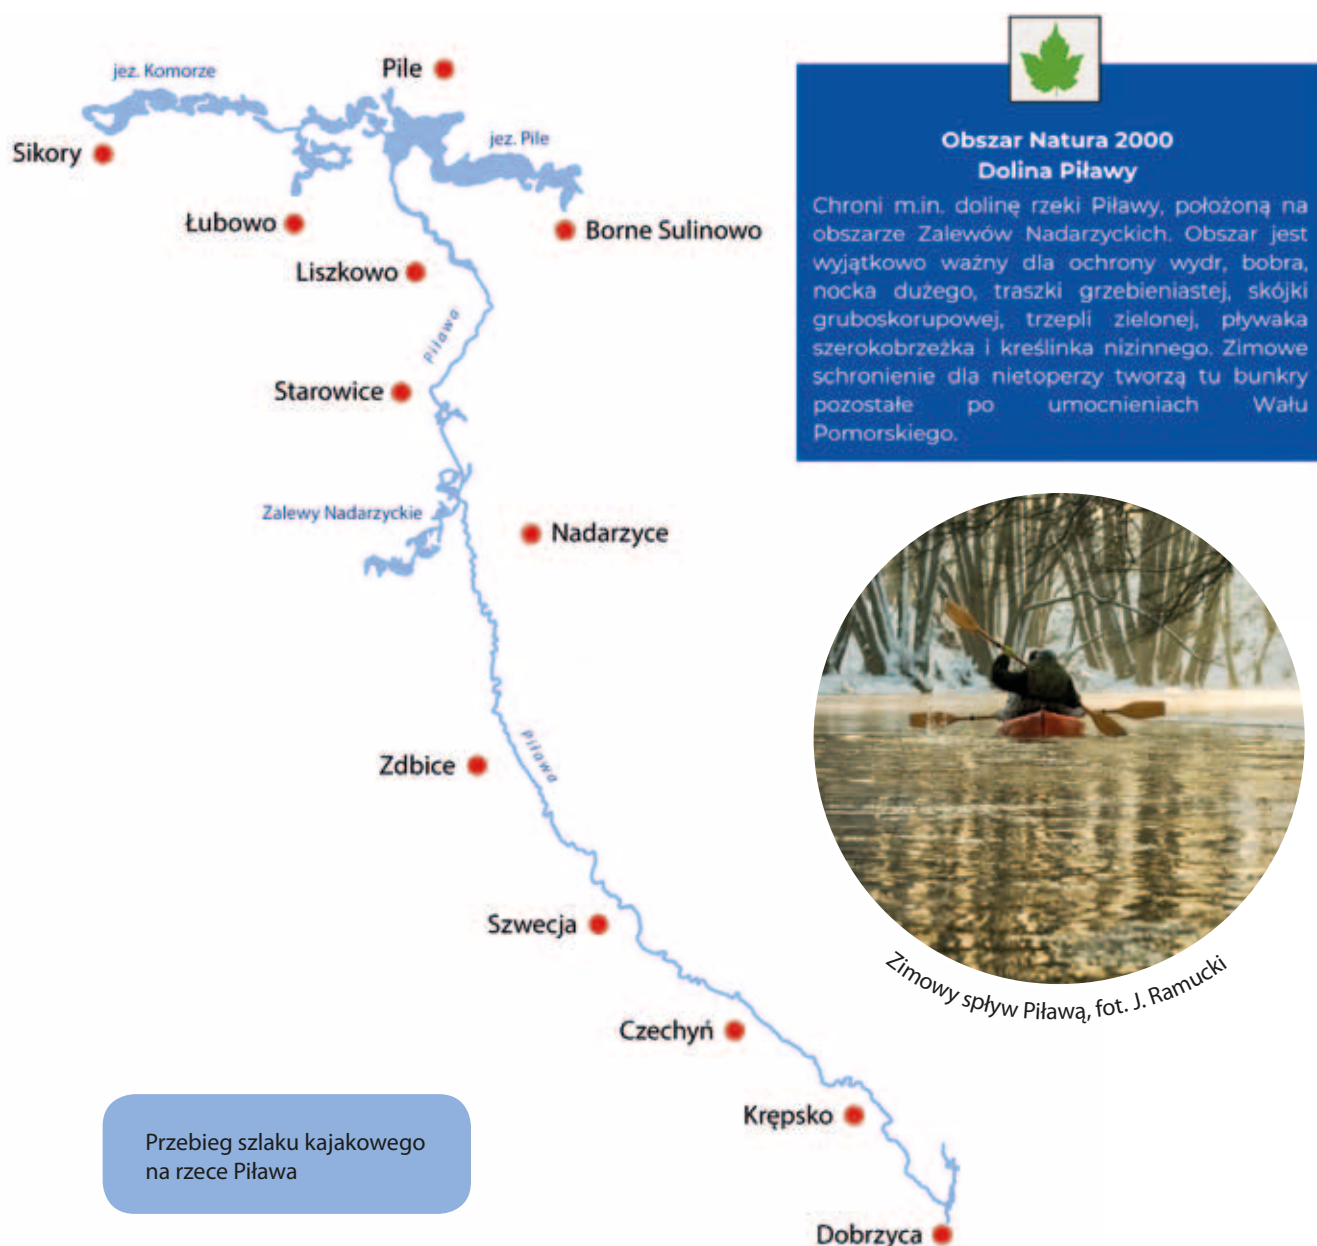 jez. Komorze
Pile
Sikory
jez. Pile
Łubowo
Borne Sulinowo
Liszkowo
Piława
Starowice
Zalewy Nadarzyckie
Nadarzyce
Zdbice
Piława
Szwecja
Czechyń
Krępsko
Dobrzyca
Przebieg szlaku kajakowego
na rzece Piława
Obszar Natura 2000
Dolina Piławy
Chroni m.in. dolinę rzeki Piławy, położoną na
obszarze Zalewów Nadarzyckich. Obszar jest
wyjątkowo ważny dla ochrony wydr, bobra,
nocka dużego, traszki grzebieniastej, skójki
gruboskorupowej, trzepli zielonej, pływaka
szerokobrzeżka i kreślinka nizinnego. Zimowe
schronienie dla nietoperzy tworzą tu bunkry
pozostałe po umocnieniach Wału
Pomorskiego.
Zimowy spływ Piławą, fot. J. Ramucki